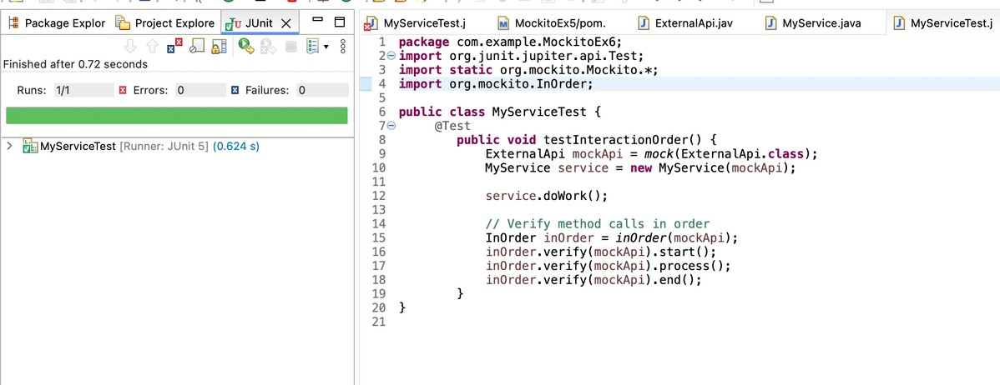 Package Explor Project Explore JUnit
Finished after 0.72 seconds
Runs: 1/1 Errors: 0 Failures: 0
MyServiceTest [Runner: JUnit 5] (0.624 s)
MyServiceTest.j MockitoEx5/pom. ExternalApi.jav MyService.java MyServiceTest.j
1 package com.example.MockitoEx6;
2 import org.junit.jupiter.api.Test;
3 import static org.mockito.Mockito.*;
4 import org.mockito.InOrder;
5
6 public class MyServiceTest {
7 @Test
8 public void testInteractionOrder() {
9 ExternalApi mockApi = mock(ExternalApi.class);
10 MyService service = new MyService(mockApi);
11
12 service.doWork();
13
14 // Verify method calls in order
15 InOrder inOrder = inOrder(mockApi);
16 inOrder.verify(mockApi).start();
17 inOrder.verify(mockApi).process();
18 inOrder.verify(mockApi).end();
19 }
20 }
21